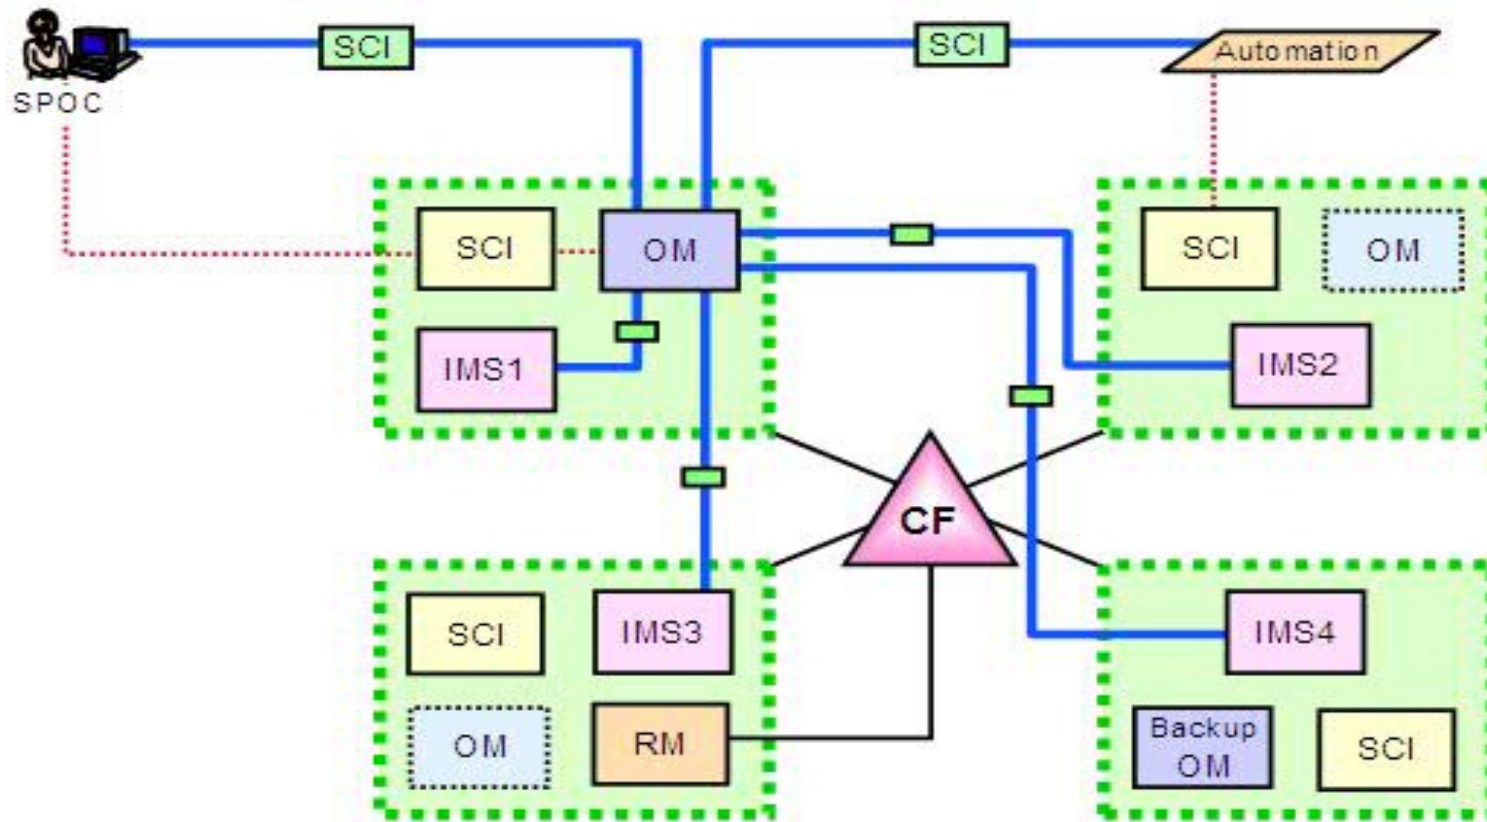 SCI
SCI
Automation
SPOC
SCI
OM
SCI
OM
IMS1
IMS2
CF
SCI
IMS3
IMS4
OM
RM
Backup
OM
SCI